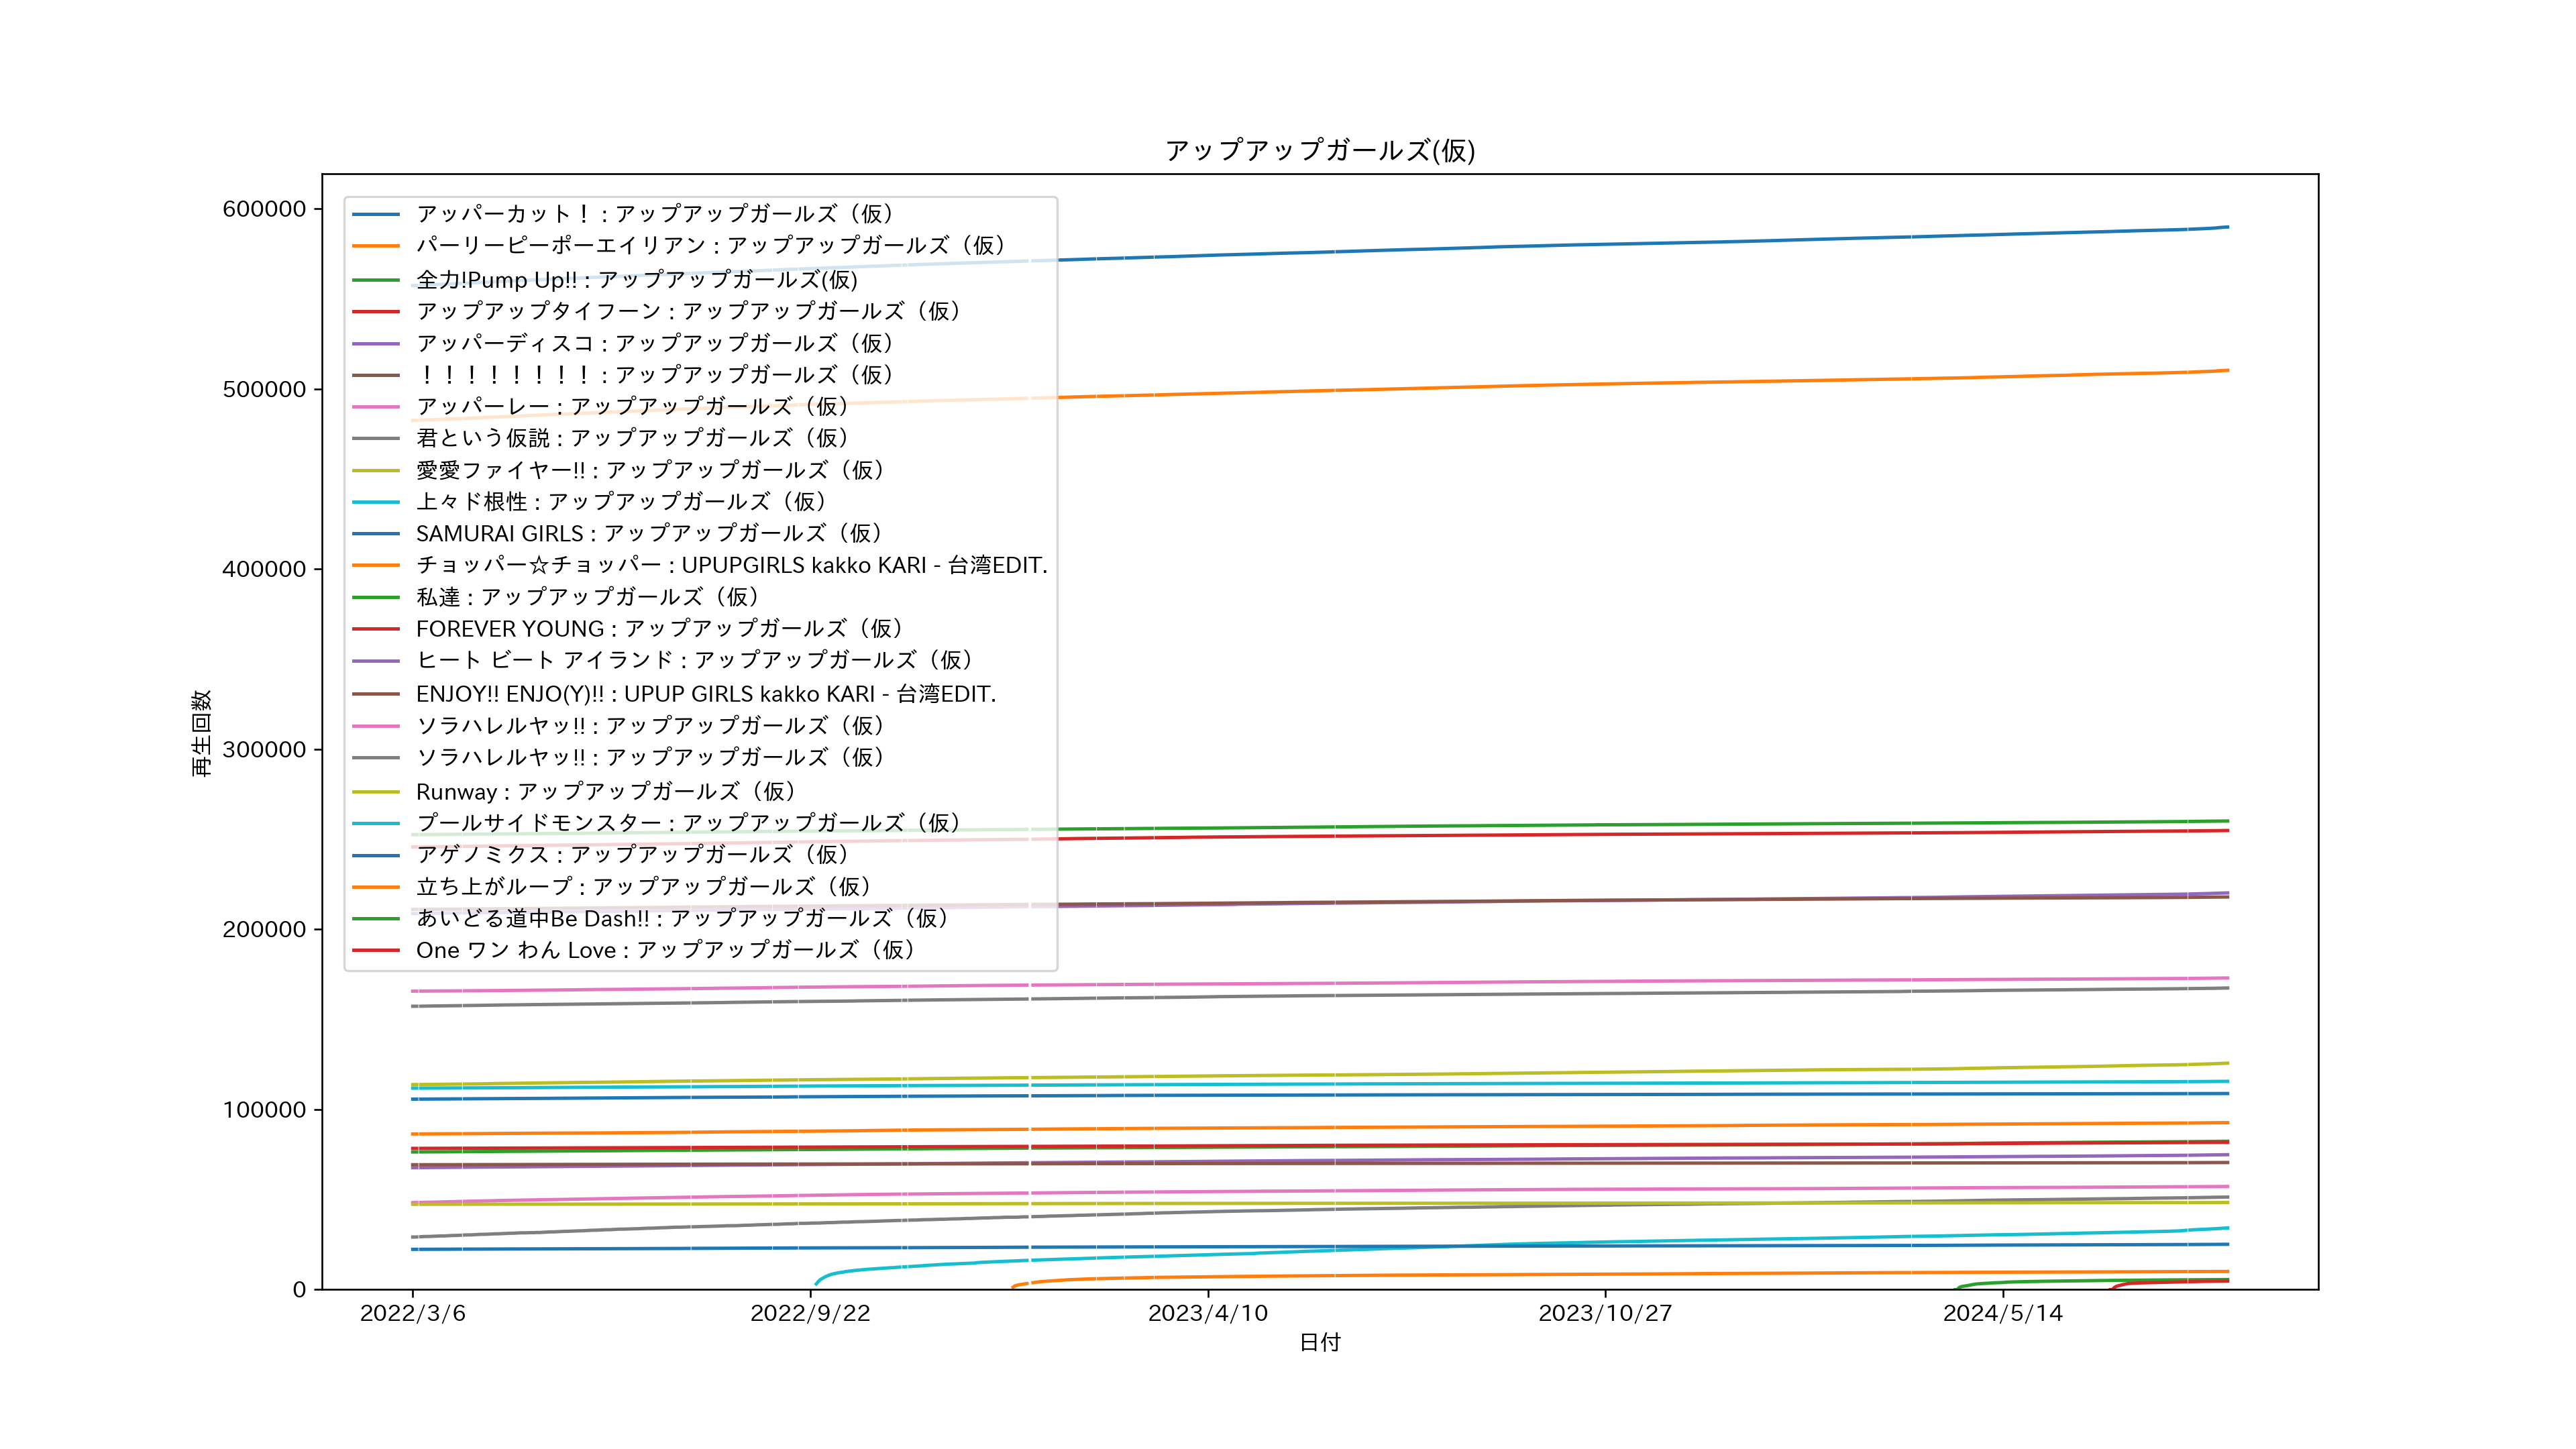 アップアップガールズ(仮)
600000
500000
400000
300000
200000
100000
0
再生回数
アッパーカット！ : アップアップガールズ（仮）
パーリーピーポーエイリアン : アップアップガールズ（仮）
全力!Pump Up!! : アップアップガールズ(仮)
アップアップタイフーン : アップアップガールズ（仮）
アッパーディスコ : アップアップガールズ（仮）
！！！！！！！！ : アップアップガールズ（仮）
アッパーレー : アップアップガールズ（仮）
君という仮説 : アップアップガールズ（仮）
愛愛ファイヤー!! : アップアップガールズ（仮）
上々ド根性 : アップアップガールズ（仮）
SAMURAI GIRLS : アップアップガールズ（仮）
チョッパー☆チョッパー : UPUPGIRLS kakko KARI - 台湾EDIT.
私達 : アップアップガールズ（仮）
FOREVER YOUNG : アップアップガールズ（仮）
ヒート ビート アイランド : アップアップガールズ（仮）
ENJOY!! ENJO(Y)!! : UPUP GIRLS kakko KARI - 台湾EDIT.
ソラハレルヤッ!! : アップアップガールズ（仮）
ソラハレルヤッ!! : アップアップガールズ（仮）
Runway : アップアップガールズ（仮）
プールサイドモンスター : アップアップガールズ（仮）
アゲノミクス : アップアップガールズ（仮）
立ち上がループ : アップアップガールズ（仮）
あいどる道中Be Dash!! : アップアップガールズ（仮）
One ワン わん Love : アップアップガールズ（仮）
2022/3/6
2022/9/22
2023/4/10
2023/10/27
2024/5/14
日付